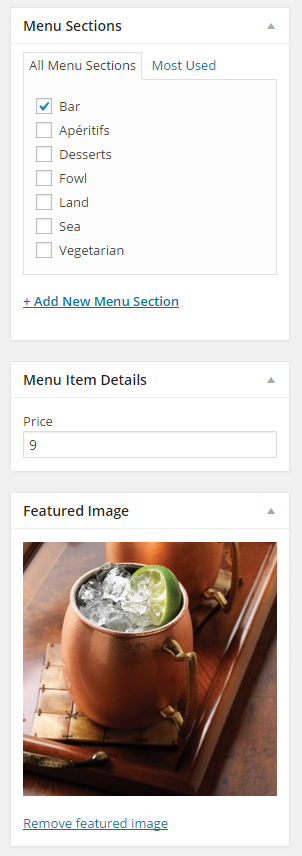 Menu Sections
All Menu Sections Most Used
Bar
Apéritifs
Desserts
Fowl
Land
Sea
Vegetarian
+ Add New Menu Section
Menu Item Details
Price
9
Featured Image
Remove featured image